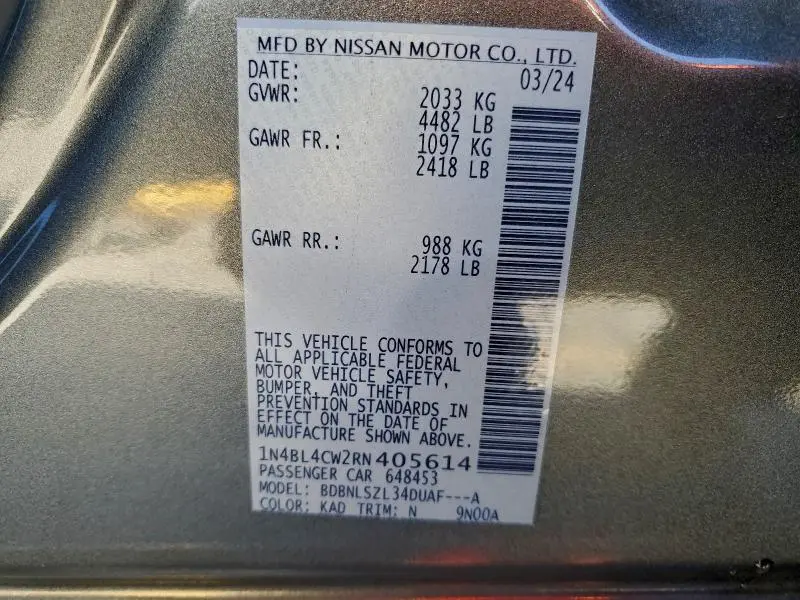 MFD BY NISSAN MOTOR CO., LTD.
DATE: 03/24
GVWR: 2033 KG
4482 LB
GAWR FR.: 1097 KG
2418 LB
GAWR RR.: 988 KG
2178 LB
THIS VEHICLE CONFORMS TO
ALL APPLICABLE FEDERAL
MOTOR VEHICLE SAFETY,
BUMPER, AND THEFT
PREVENTION STANDARDS IN
EFFECT ON THE DATE OF
MANUFACTURE SHOWN ABOVE.
1N4BL4CW2RN405614
PASSENGER CAR 648453
MODEL: BDBNLSZL34DUAF---A
COLOR: KAD TRIM: N 9N00A